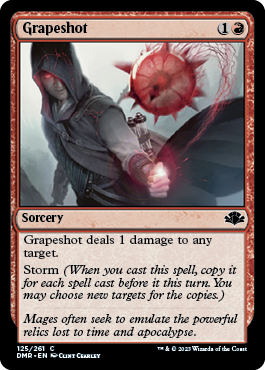 Grapeshot 1
Sorcery
Grapeshot deals 1 damage to any
target.
Storm (When you cast this spell, copy it
for each spell cast before it this turn. You
may choose new targets for the copies.)
Mages often seek to emulate the powerful
relics lost to time and apocalypse.
125/261 C
DMR • EN Clint Cearley
™ & © 2023 Wizards of the Coast